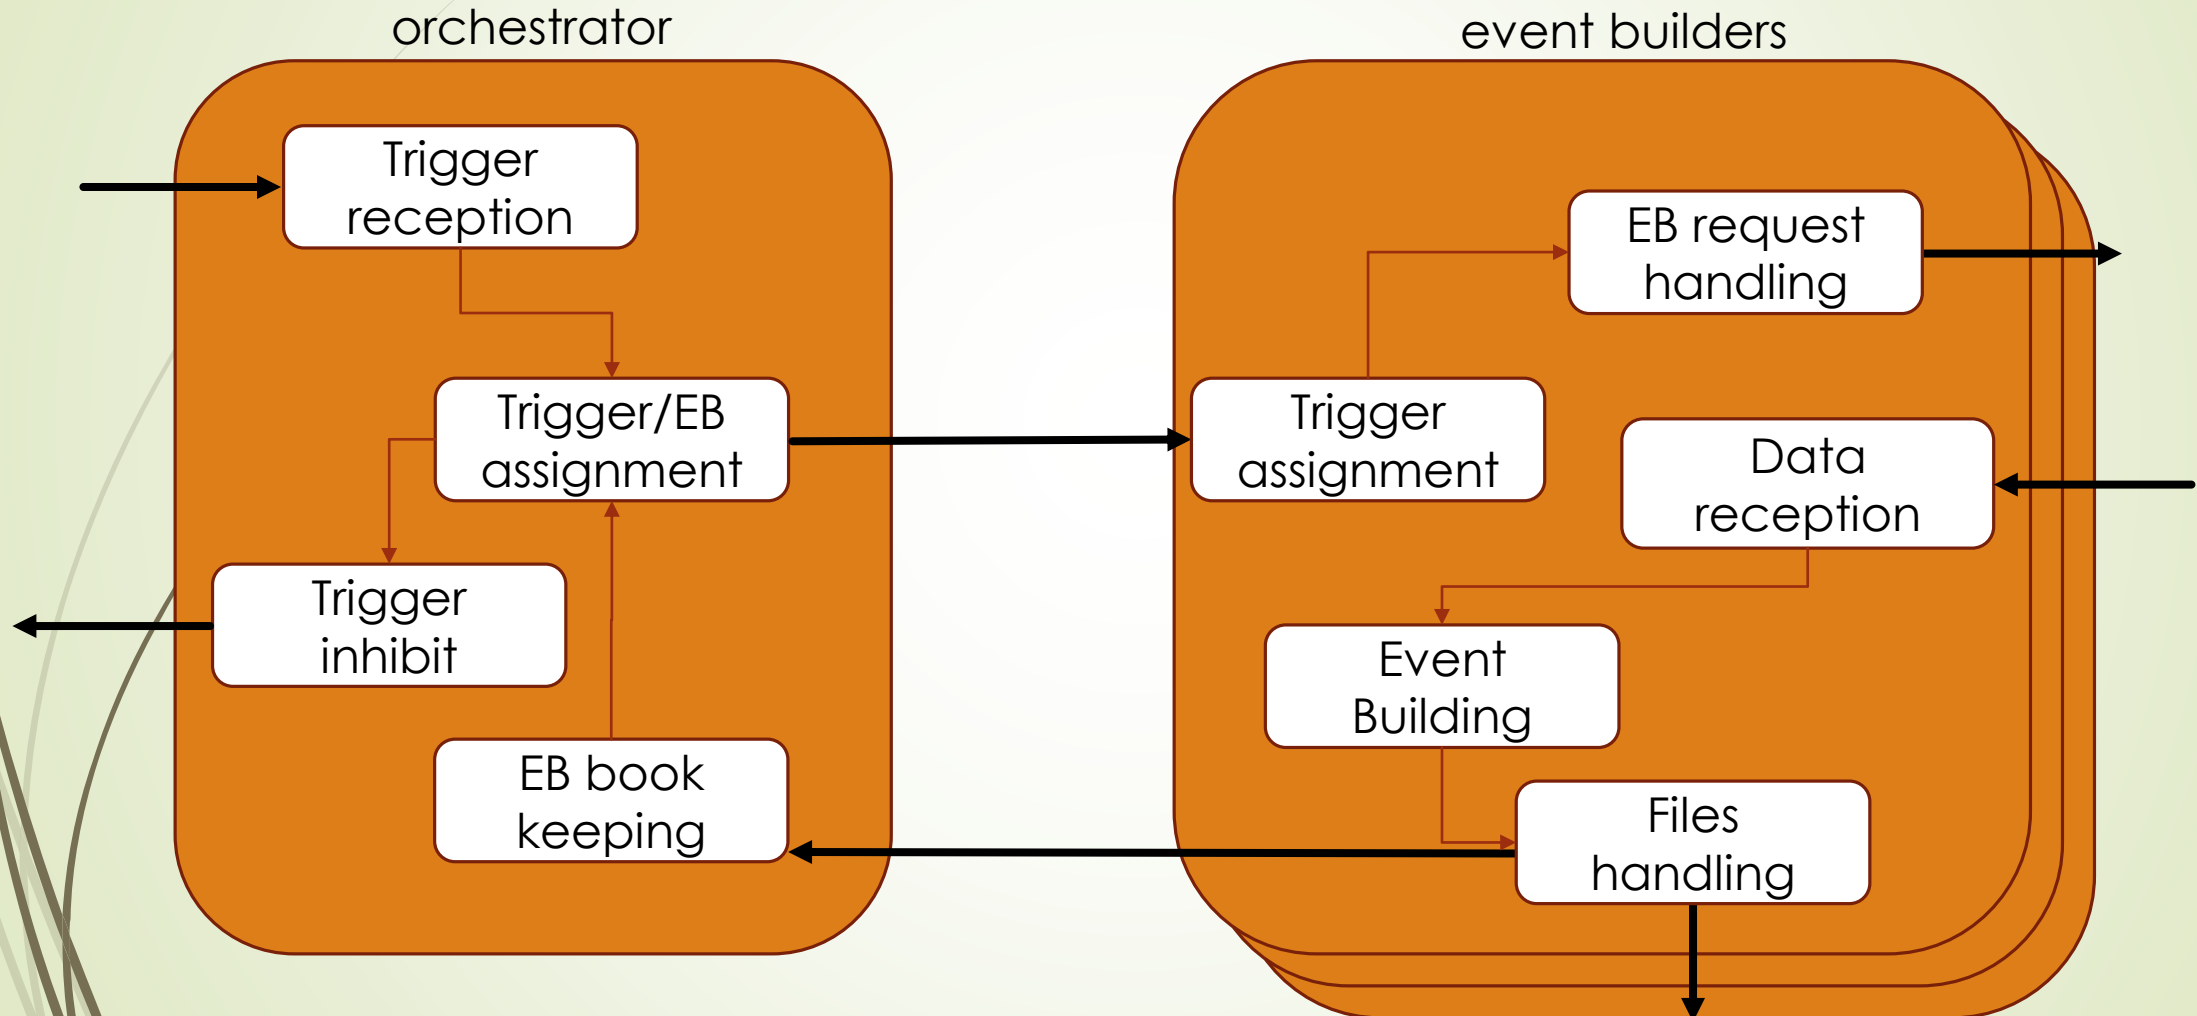 orchestrator
Trigger
reception
Trigger/EB
assignment
Trigger
inhibit
EB book
keeping
event builders
EB request
handling
Trigger
assignment
Data
reception
Event
Building
Files
handling